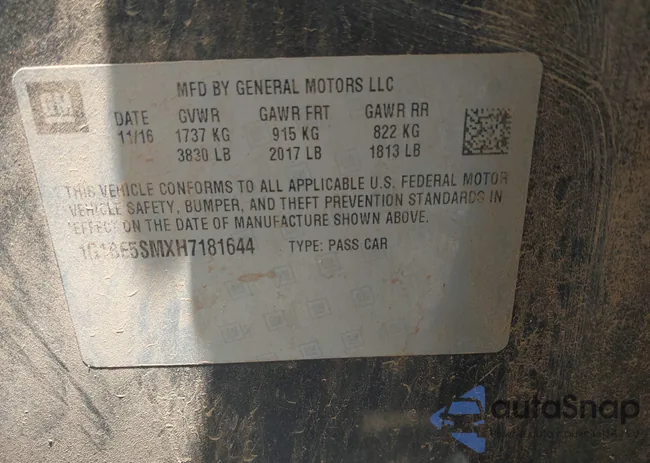 GM
MFD BY GENERAL MOTORS LLC
DATE GVWR GAWR FRT GAWR RR
11/16 1737 KG 915 KG 822 KG
3830 LB 2017 LB 1813 LB
THIS VEHICLE CONFORMS TO ALL APPLICABLE U.S. FEDERAL MOTOR
VEHICLE SAFETY, BUMPER, AND THEFT PREVENTION STANDARDS IN
EFFECT ON THE DATE OF MANUFACTURE SHOWN ABOVE.
1G1BE5SMXH7181644 TYPE: PASS CAR
autoSnap